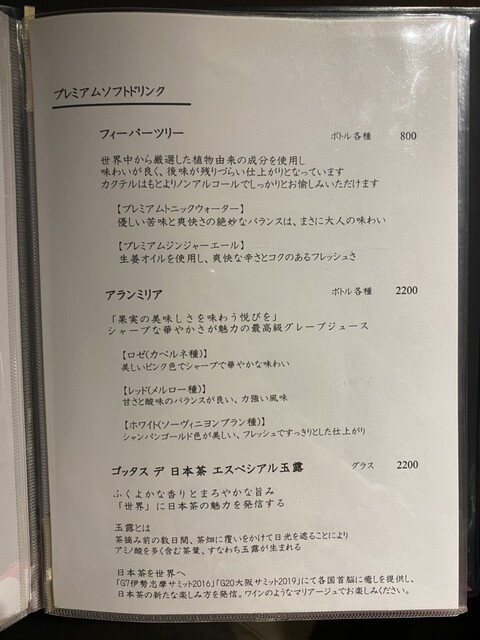 プレミアムソフトドリンク
フィーバーツリー ボトル各種 800
世界中から厳選した植物由来の成分を使用し
味わいが良く、後味が残りづらい仕上がりとなっています
カクテルはもとよりノンアルコールでしっかりとお愉しみいただけます
【プレミアムトニックウォーター】
優しい苦味と爽快さの絶妙なバランスは、まさに大人の味わい
【プレミアムジンジャーエール】
生姜オイルを使用し、爽快な辛さとコクのあるフレッシュさ
アランミリア ボトル各種 2200
「果実の美味しさを味わう悦びを」
シャープな華やかさが魅力の最高級グレープジュース
【ロゼ(カベルネ種)】
美しいピンク色でシャープで華やかな味わい
【レッド(メルロー種)】
甘さと酸味のバランスが良い、力強い風味
【ホワイト(ソーヴィニヨンブラン種)】
シャンパンゴールド色が美しい、フレッシュですっきりとした仕上がり
ゴッタス デ 日本茶 エスペシアル玉露 グラス 2200
ふくよかな香りとまろやかな旨み
「世界」に日本茶の魅力を発信する
玉露とは
茶摘み前の数日間、茶畑に覆いをかけて日光を遮ることにより
アミノ酸を多く含む茶葉、すなわち玉露が生まれる
日本茶を世界へ
「G7伊勢志摩サミット2016」「G20大阪サミット2019」にて各国首脳に癒しを提供し、
日本茶の新たな楽しみ方を発信。ワインのようなマリアージュでお楽しみください。